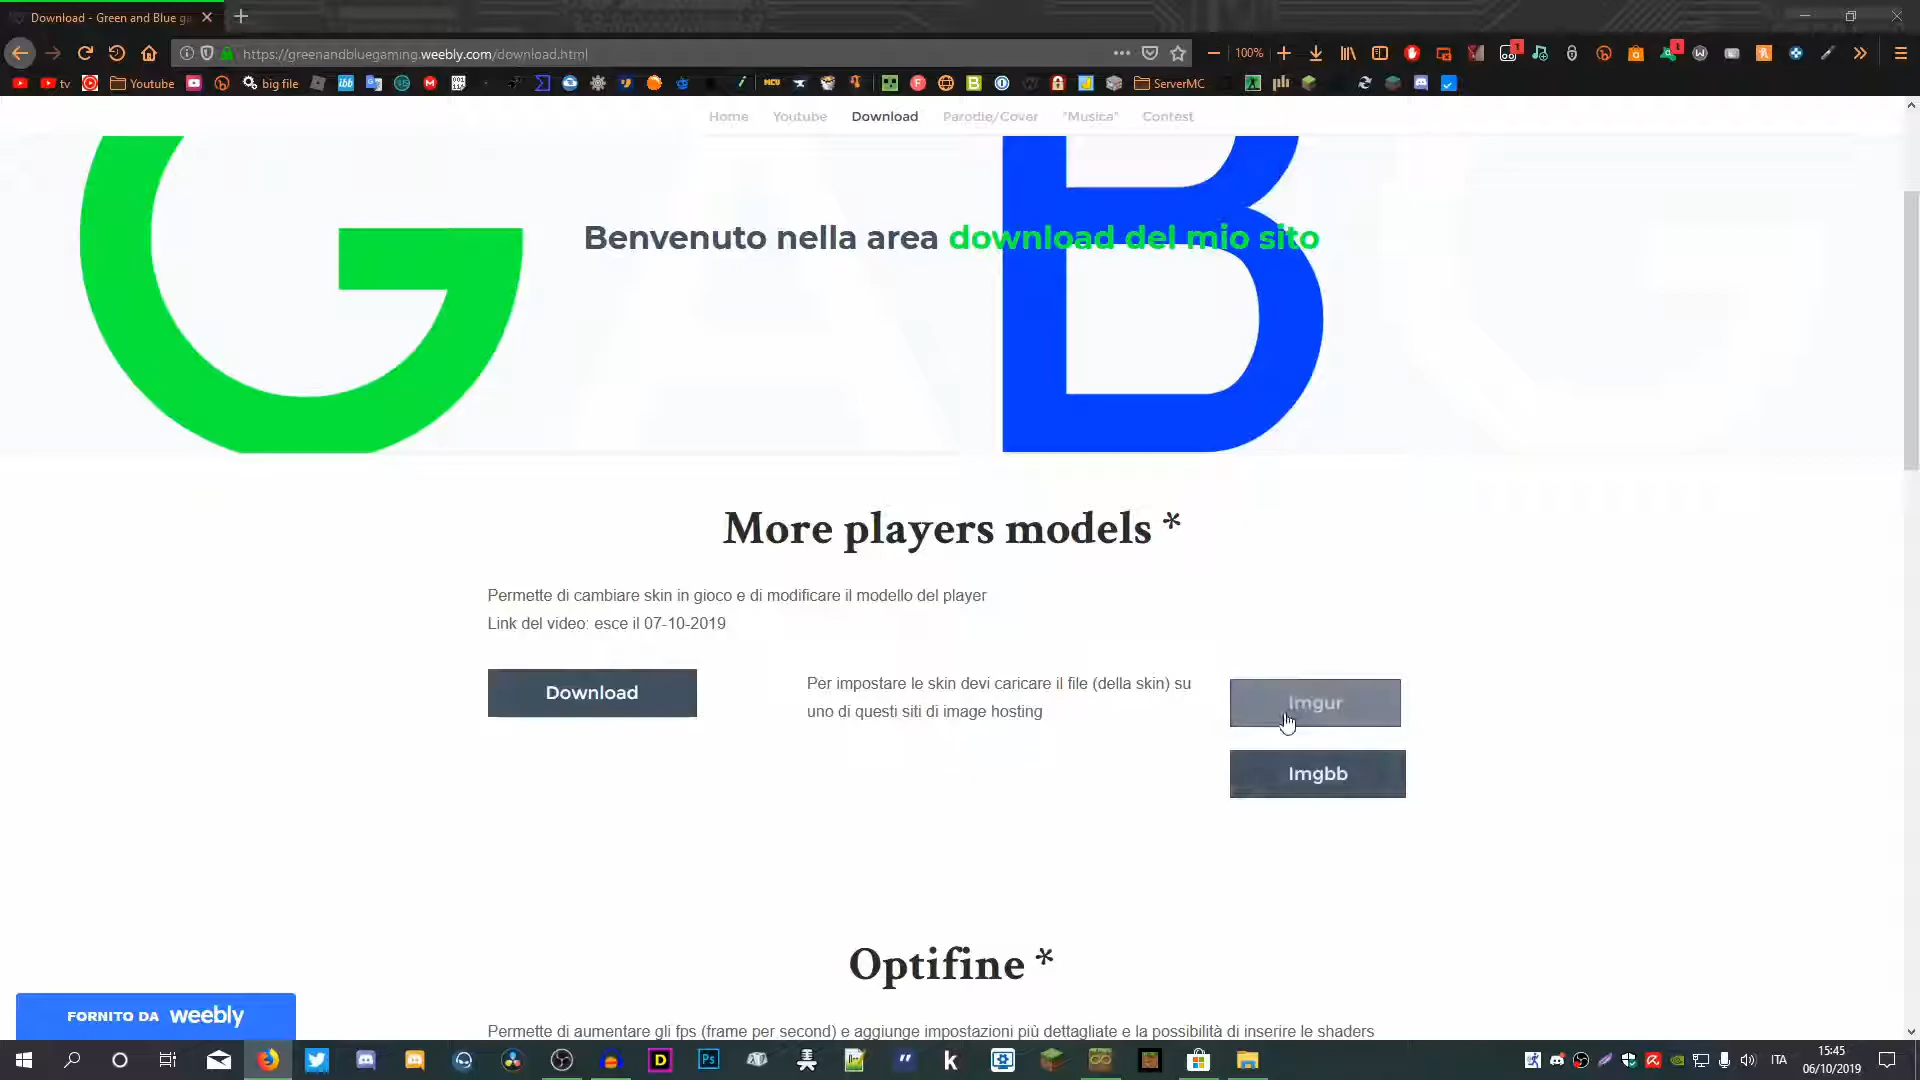 Download - Green and Blue ga
https://greenandbluegaming.weebly.com/download.html
100%
tv
Youtube
big file
ServerMC
Home
Youtube
Download
Parodie/Cover
"Musica"
Contest
G
B
Benvenuto nella area download del mio sito
More players models *
Permette di cambiare skin in gioco e di modificare il modello del player
Link del video: esce il 07-10-2019
Download
Per impostare le skin devi caricare il file (della skin) su
uno di questi siti di image hosting
Imgur
Imgbb
Optifine *
Permette di aumentare gli fps (frame per second) e aggiunge impostazioni più dettagliate e la possibilità di inserire le shaders
FORNITO DA weebly
ITA
15:45
06/10/2019